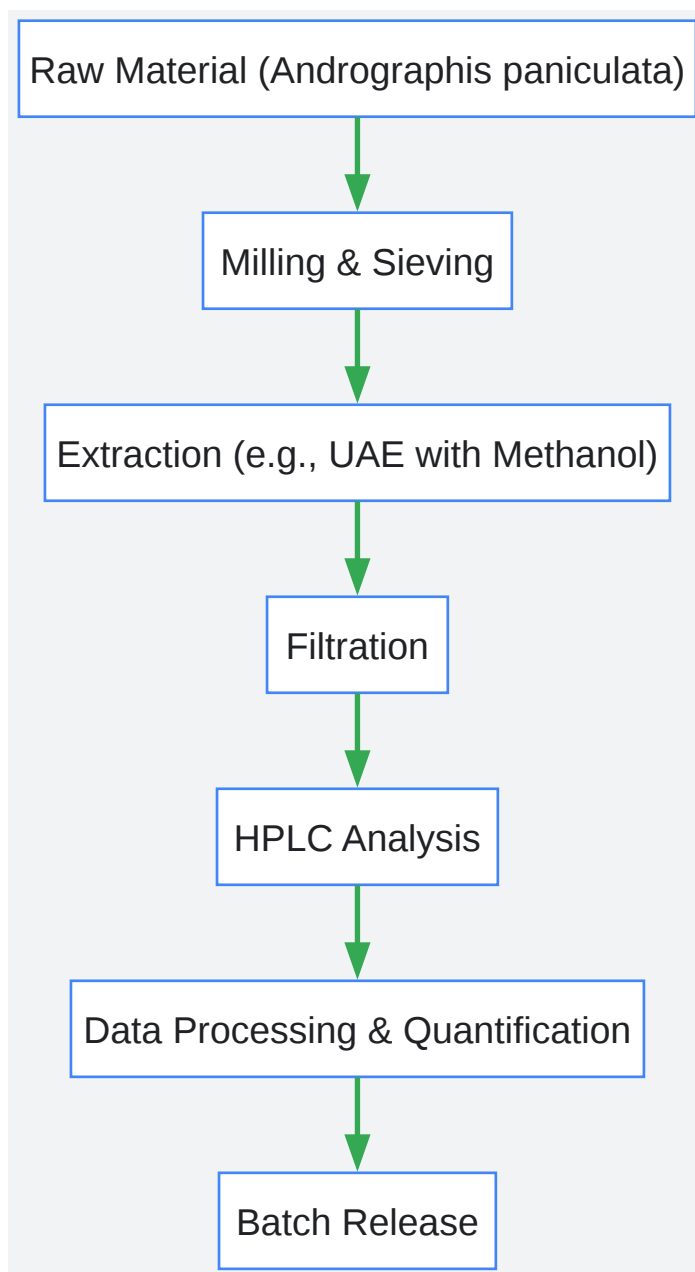 Raw Material (Andrographis paniculata)
Milling & Sieving
Extraction (e.g., UAE with Methanol)
Filtration
HPLC Analysis
Data Processing & Quantification
Batch Release